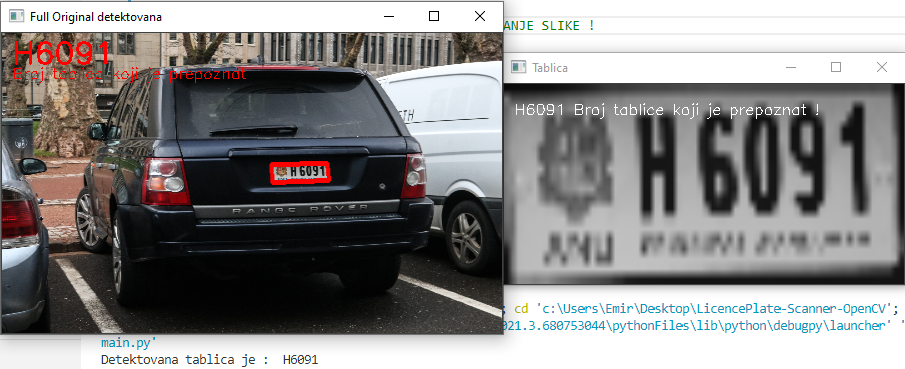 Full Original detektovana
H6091
Broj tablice koji je prepoznat
H 6091
RANGE ROVER
ANJE SLIKE !
Tablica
H6091 Broj tablice koji je prepoznat !
H 6091
; cd 'c:\Users\Emir\Desktop\LicencePlate-Scanner-OpenCV';
021.3.680753044\pythonFiles\lib\python\debugpy\launcher' '
main.py'
Detektovana tablica je : H6091